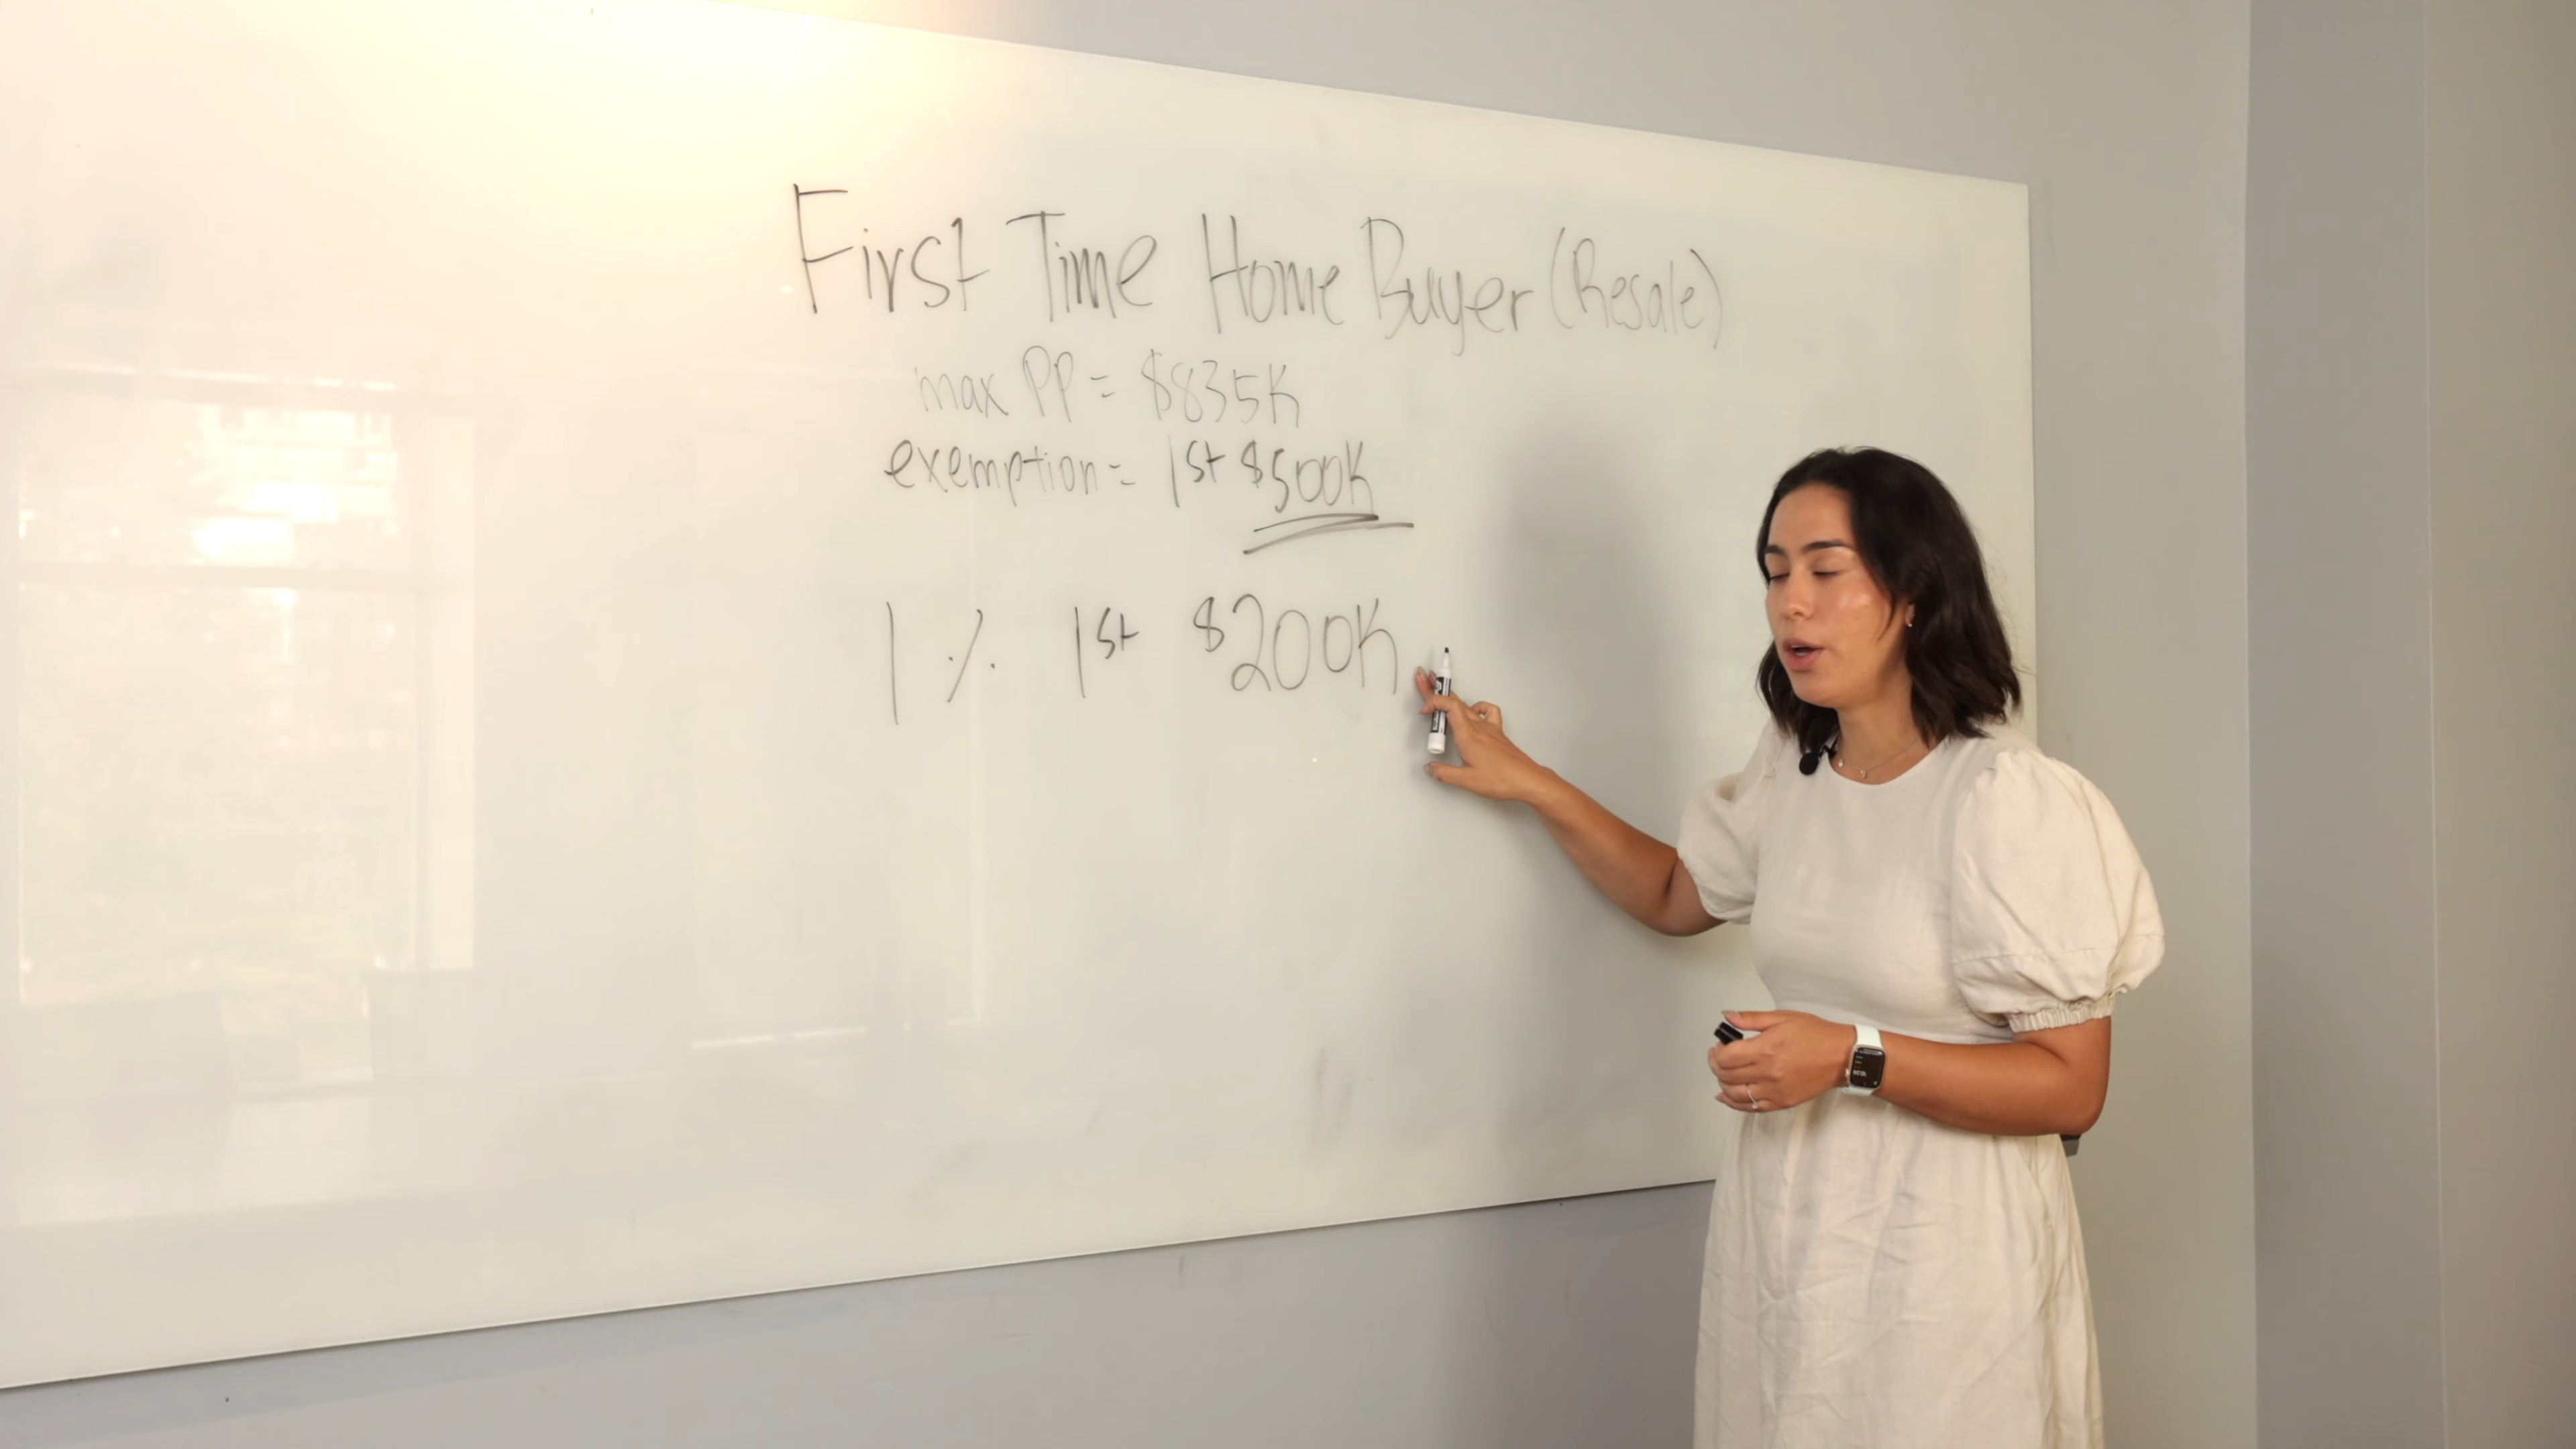 First Time Home Buyer (Resale)
max PP = $835K
exemption = 1st $500K
1% 1st $200K